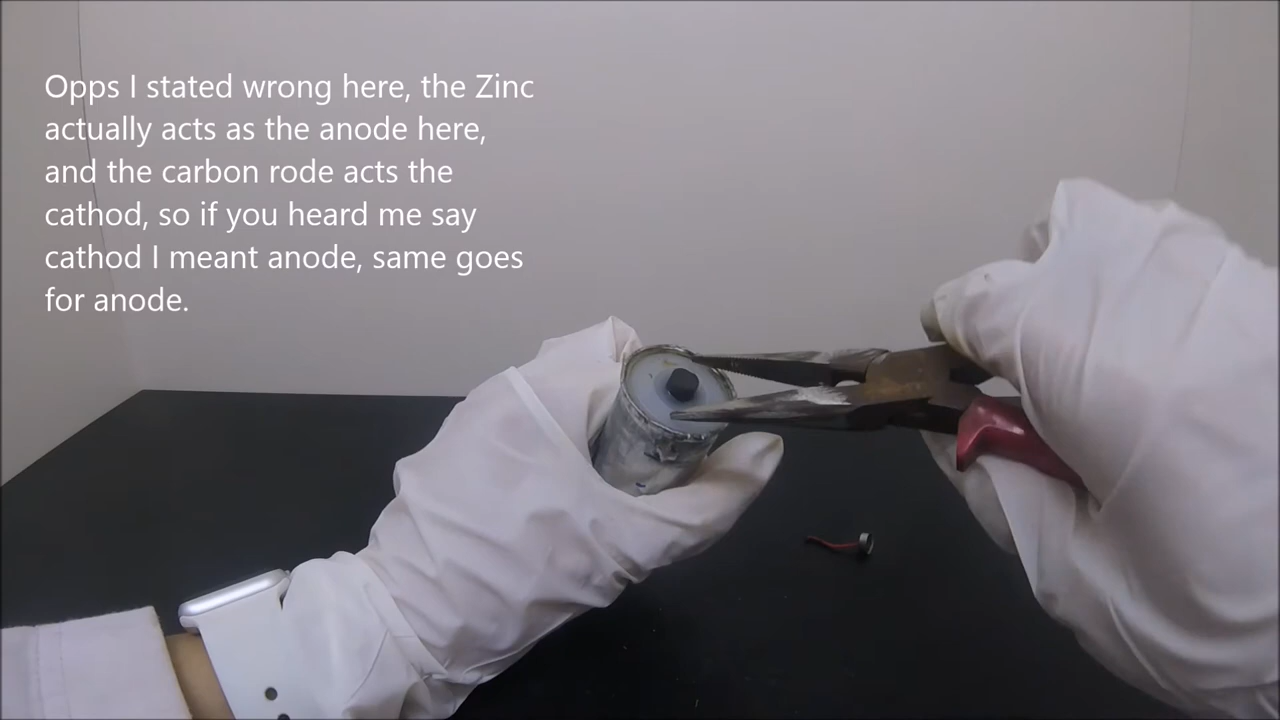 Opps I stated wrong here, the Zinc
actually acts as the anode here,
and the carbon rode acts the
cathod, so if you heard me say
cathod I meant anode, same goes
for anode.